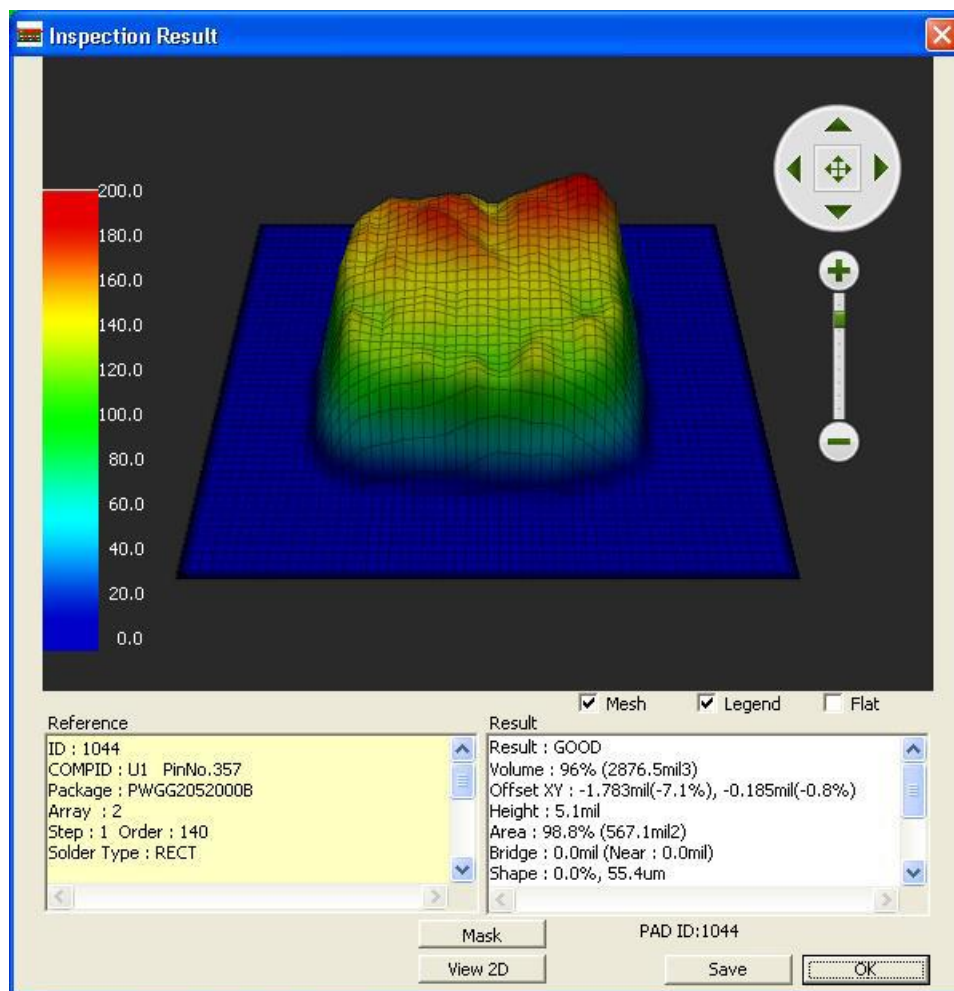 Inspection Result
200.0
180.0
160.0
140.0
120.0
100.0
80.0
60.0
40.0
20.0
0.0
Mesh
Legend
Flat
Reference
ID : 1044
COMPID : U1 PinNo.357
Package : PWGG2052000B
Array : 2
Step : 1 Order : 140
Solder Type : RECT
Result
Result : GOOD
Volume : 96% (2876.5mil3)
Offset XY : -1.783mil(-7.1%), -0.185mil(-0.8%)
Height : 5.1mil
Area : 98.8% (567.1mil2)
Bridge : 0.0mil (Near : 0.0mil)
Shape : 0.0%, 55.4um
Mask
PAD ID:1044
View 2D
Save
OK